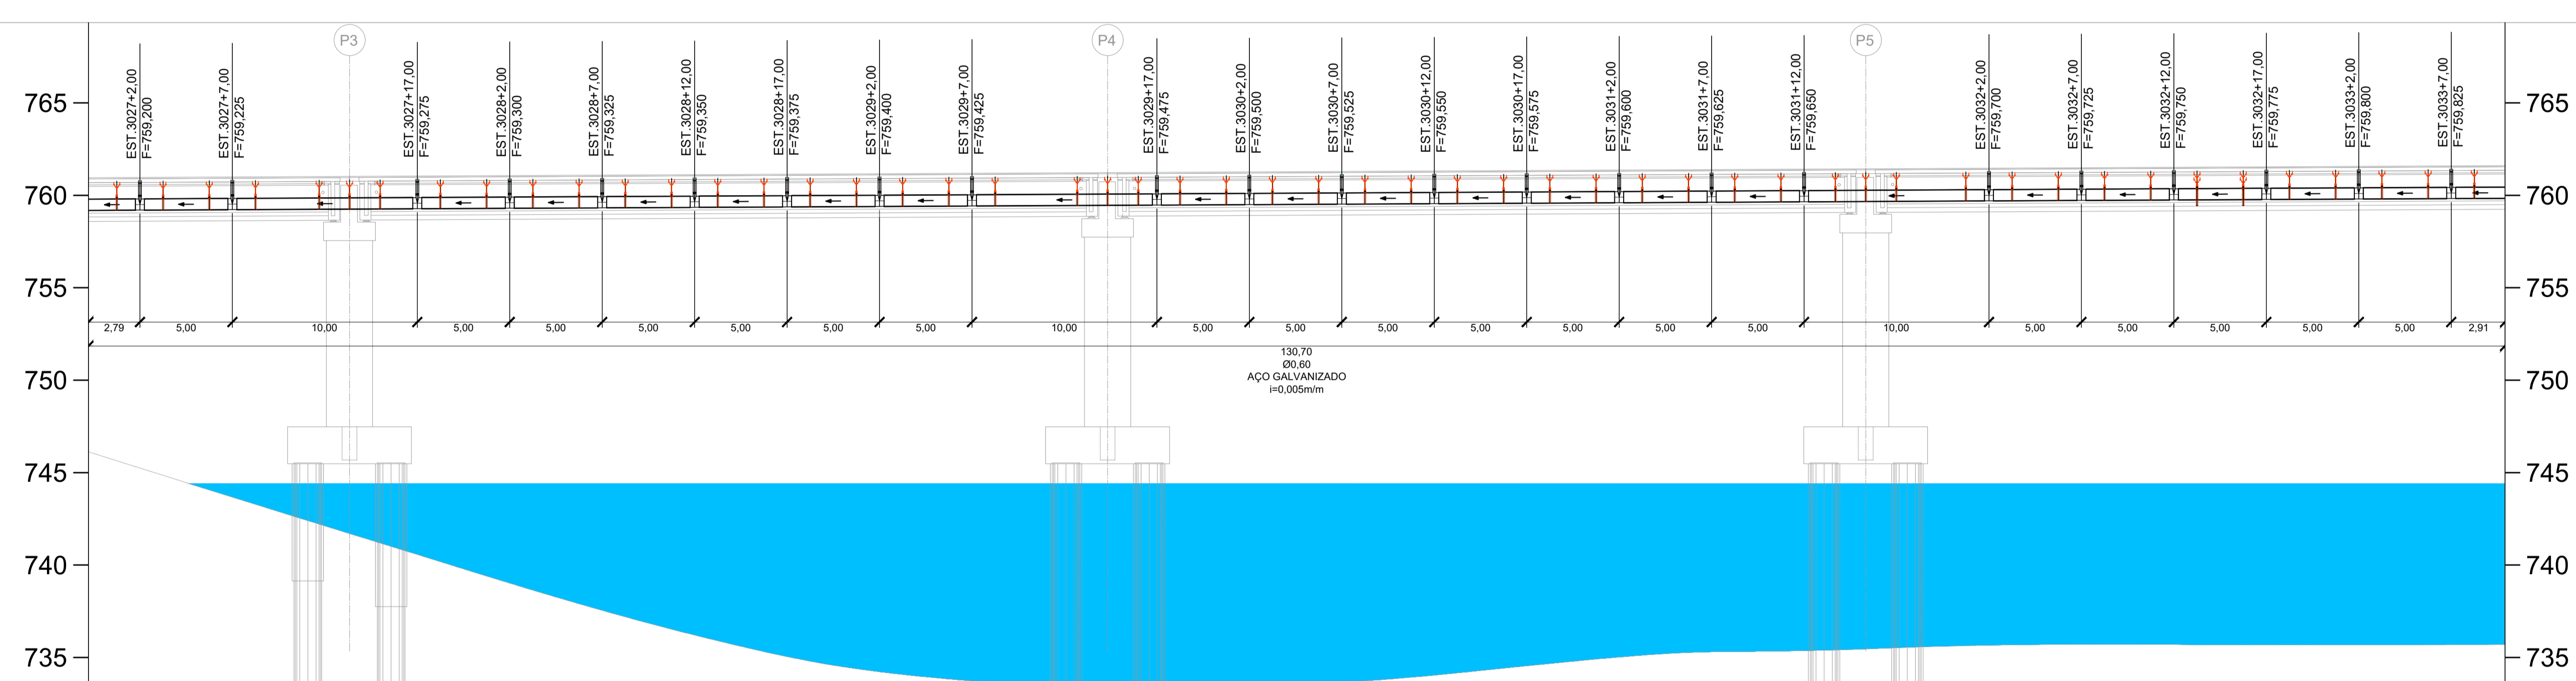 P3
P4
P5
EST.3027+2,00
F=759,200
EST.3027+7,00
F=759,225
EST.3027+17,00
F=759,275
EST.3028+2,00
F=759,300
EST.3028+7,00
F=759,325
EST.3028+12,00
F=759,350
EST.3028+17,00
F=759,375
EST.3029+2,00
F=759,400
EST.3029+7,00
F=759,425
EST.3029+17,00
F=759,475
EST.3030+2,00
F=759,500
EST.3030+7,00
F=759,525
EST.3030+12,00
F=759,550
EST.3030+17,00
F=759,575
EST.3031+2,00
F=759,600
EST.3031+7,00
F=759,625
EST.3031+12,00
F=759,650
EST.3032+2,00
F=759,700
EST.3032+7,00
F=759,725
EST.3032+12,00
F=759,750
EST.3032+17,00
F=759,775
EST.3033+2,00
F=759,800
EST.3033+7,00
F=759,825
765 765
760 760
755 755
2,79 5,00 10,00 5,00 5,00 5,00 5,00 5,00 5,00 10,00 5,00 5,00 5,00 5,00 5,00 5,00 5,00 10,00 5,00 5,00 5,00 5,00 5,00 2,91
130,70
Ø0,60
AÇO GALVANIZADO
i=0,005m/m
750 750
745 745
740 740
735 735